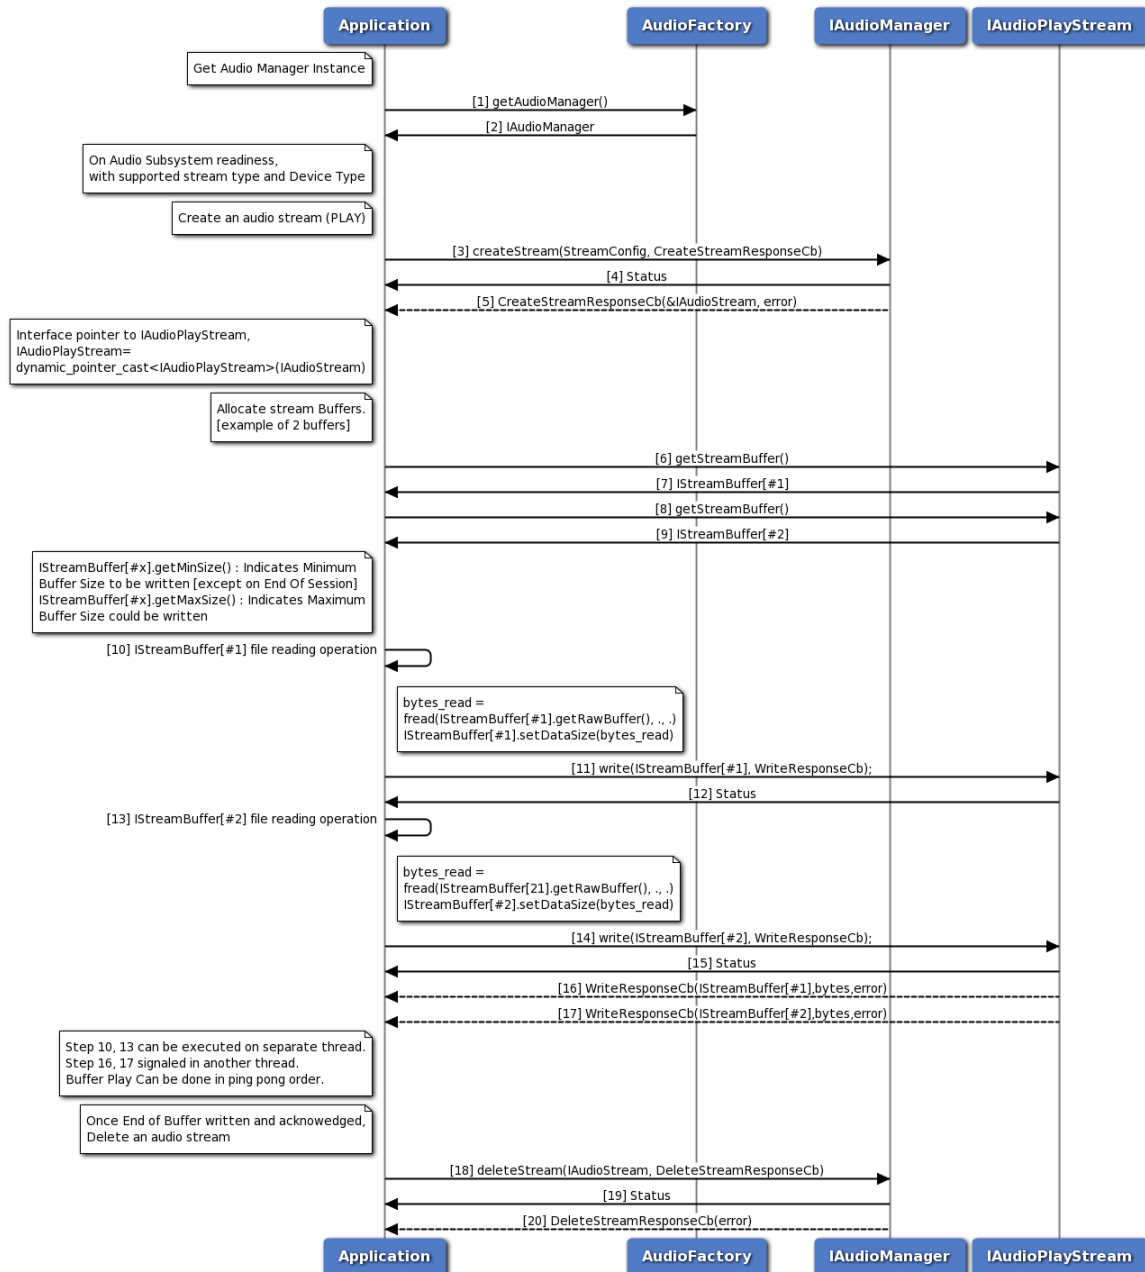 Application AudioFactory IAudioManager IAudioPlayStream
Get Audio Manager Instance
[1] getAudioManager()
[2] IAudioManager
On Audio Subsystem readiness,
with supported stream type and Device Type
Create an audio stream (PLAY)
[3] createStream(StreamConfig, CreateStreamResponseCb)
[4] Status
[5] CreateStreamResponseCb(&IAudioStream, error)
Interface pointer to IAudioPlayStream,
IAudioPlayStream=
dynamic_pointer_cast<IAudioPlayStream>(IAudioStream)
Allocate stream Buffers.
[example of 2 buffers]
[6] getStreamBuffer()
[7] IStreamBuffer[#1]
[8] getStreamBuffer()
[9] IStreamBuffer[#2]
IStreamBuffer[#x].getMinSize() : Indicates Minimum
Buffer Size to be written [except on End Of Session]
IStreamBuffer[#x].getMaxSize() : Indicates Maximum
Buffer Size could be written
[10] IStreamBuffer[#1] file reading operation
bytes_read =
fread(IStreamBuffer[#1].getRawBuffer(), ., .)
IStreamBuffer[#1].setDataSize(bytes_read)
[11] write(IStreamBuffer[#1], WriteResponseCb);
[12] Status
[13] IStreamBuffer[#2] file reading operation
bytes_read =
fread(IStreamBuffer[21].getRawBuffer(), ., .)
IStreamBuffer[#2].setDataSize(bytes_read)
[14] write(IStreamBuffer[#2], WriteResponseCb);
[15] Status
[16] WriteResponseCb(IStreamBuffer[#1],bytes,error)
[17] WriteResponseCb(IStreamBuffer[#2],bytes,error)
Step 10, 13 can be executed on separate thread.
Step 16, 17 signaled in another thread.
Buffer Play Can be done in ping pong order.
Once End of Buffer written and acknowedged,
Delete an audio stream
[18] deleteStream(IAudioStream, DeleteStreamResponseCb)
[19] Status
[20] DeleteStreamResponseCb(error)
Application AudioFactory IAudioManager IAudioPlayStream